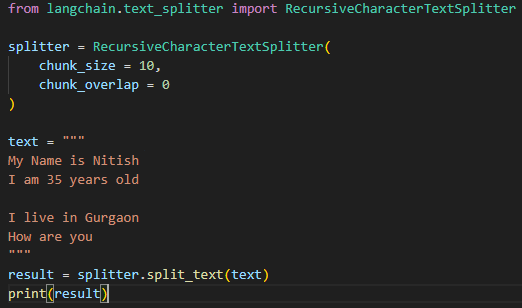 from langchain.text_splitter import RecursiveCharacterTextSplitter
splitter = RecursiveCharacterTextSplitter(
    chunk_size = 10,
    chunk_overlap = 0
)
text = """
My Name is Nitish
I am 35 years old
I live in Gurgaon
How are you
"""
result = splitter.split_text(text)
print(result)